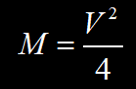 M = V²/4